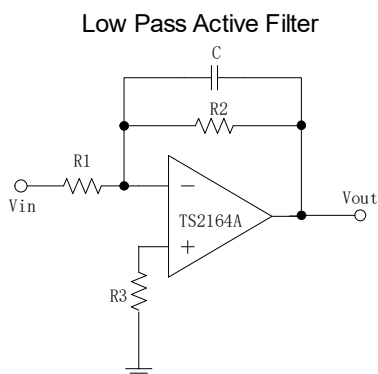 Low Pass Active Filter
C
R2
R1
Vin
−
TS2164A
+
Vout
R3